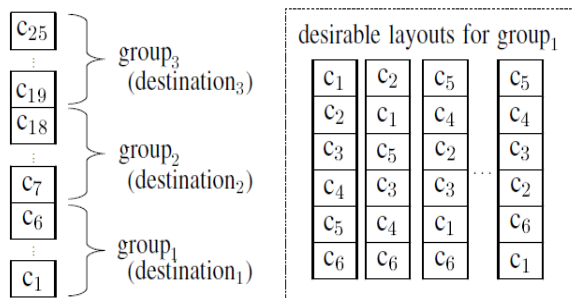 c₂₅
⋮
c₁₉
c₁₈
⋮
c₇
c₆
⋮
c₁
group₃
(destination₃)
group₂
(destination₂)
group₁
(destination₁)
desirable layouts for group₁
c₁ c₂ c₅ c₅
c₂ c₁ c₄ c₄
c₃ c₅ c₂ c₃
c₄ c₃ c₃ ... c₂
c₅ c₄ c₁ c₆
c₆ c₆ c₆ c₁